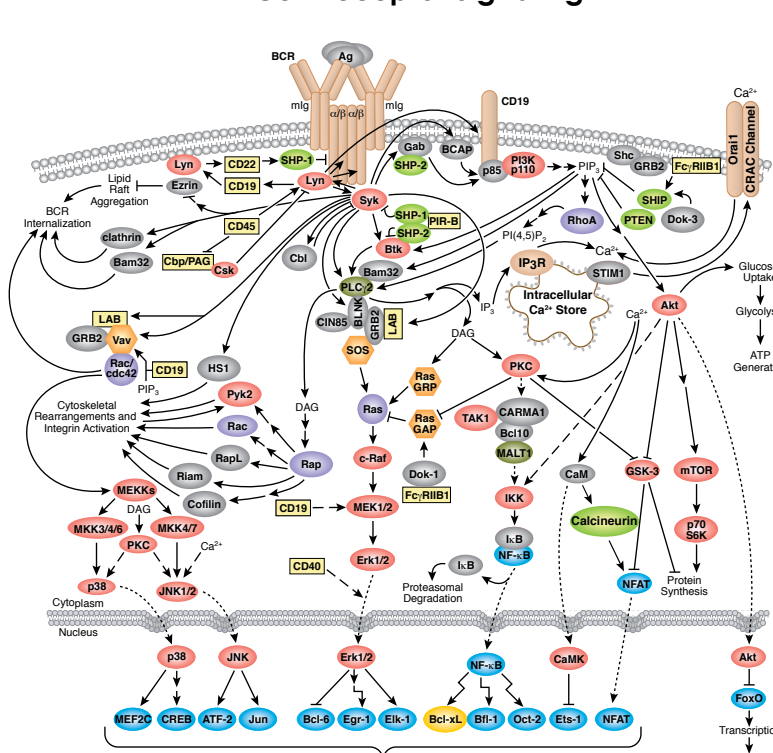 BCR
Ag
mIg
α/β
α/β
mIg
CD19
Ca²⁺
Orai1
CRAC Channel
Lyn
CD22
SHP-1
Gab
SHP-2
BCAP
p85
PI3K
p110
PIP₃
Shc
GRB2
FcγRIIB1
Lipid
Raft
Aggregation
Ezrin
CD19
Lyn
Syk
SHIP
PTEN
Dok-3
BCR
Internalization
CD45
SHP-1
SHP-2
PIR-B
RhoA
clathrin
Bam32
Cbp/PAG
Csk
Cbl
Btk
PI(4,5)P₂
Ca²⁺
Bam32
PLCγ2
IP3R
STIM1
Glucose
Uptake
Intracellular
Ca²⁺ Store
Akt
LAB
GRB2
Vav
CIN85
BLNK
GRB2
LAB
IP₃
Ca²⁺
Glycolys
DAG
SOS
Rac/
cdc42
CD19
PIP₃
HS1
PKC
ATP
Generat
Ras
GRP
Pyk2
Cytoskeletal
Rearrangements and
Integrin Activation
DAG
Ras
Ras
GAP
TAK1
CARMA1
Bcl10
MALT1
Rac
RapL
Rap
c-Raf
Dok-1
FcγRIIB1
Riam
Cofilin
CaM
GSK-3
mTOR
MEKKs
DAG
CD19
MEK1/2
IKK
MKK3/4/6
MKK4/7
PKC
Ca²⁺
Calcineurin
p70
S6K
IκB
NF-κB
Erk1/2
CD40
IκB
Proteasomal
Degradation
p38
JNK1/2
NFAT
Protein
Synthesis
Cytoplasm
Nucleus
p38
JNK
Erk1/2
NF-κB
CaMK
Akt
FoxO
MEF2C
CREB
ATF-2
Jun
Bcl-6
Egr-1
Elk-1
Bcl-xL
Bfl-1
Oct-2
Ets-1
NFAT
Transcriptio